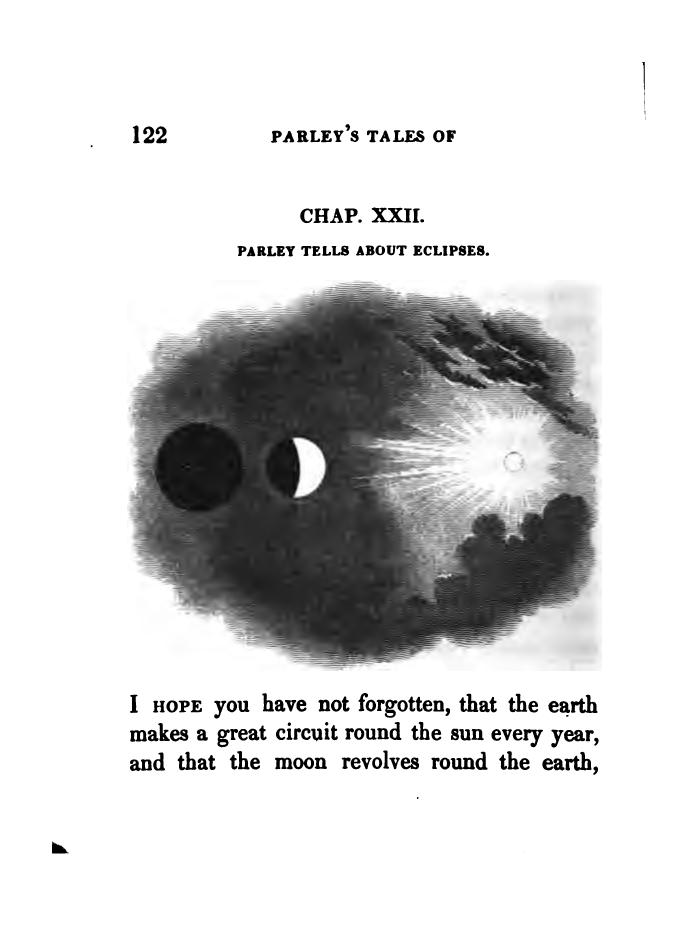 122
PARLEY'S TALES OF
CHAP. XXII.
PARLEY TELLS ABOUT ECLIPSES.
I HOPE you have not forgotten, that the earth
makes a great circuit round the sun every year,
and that the moon revolves round the earth,